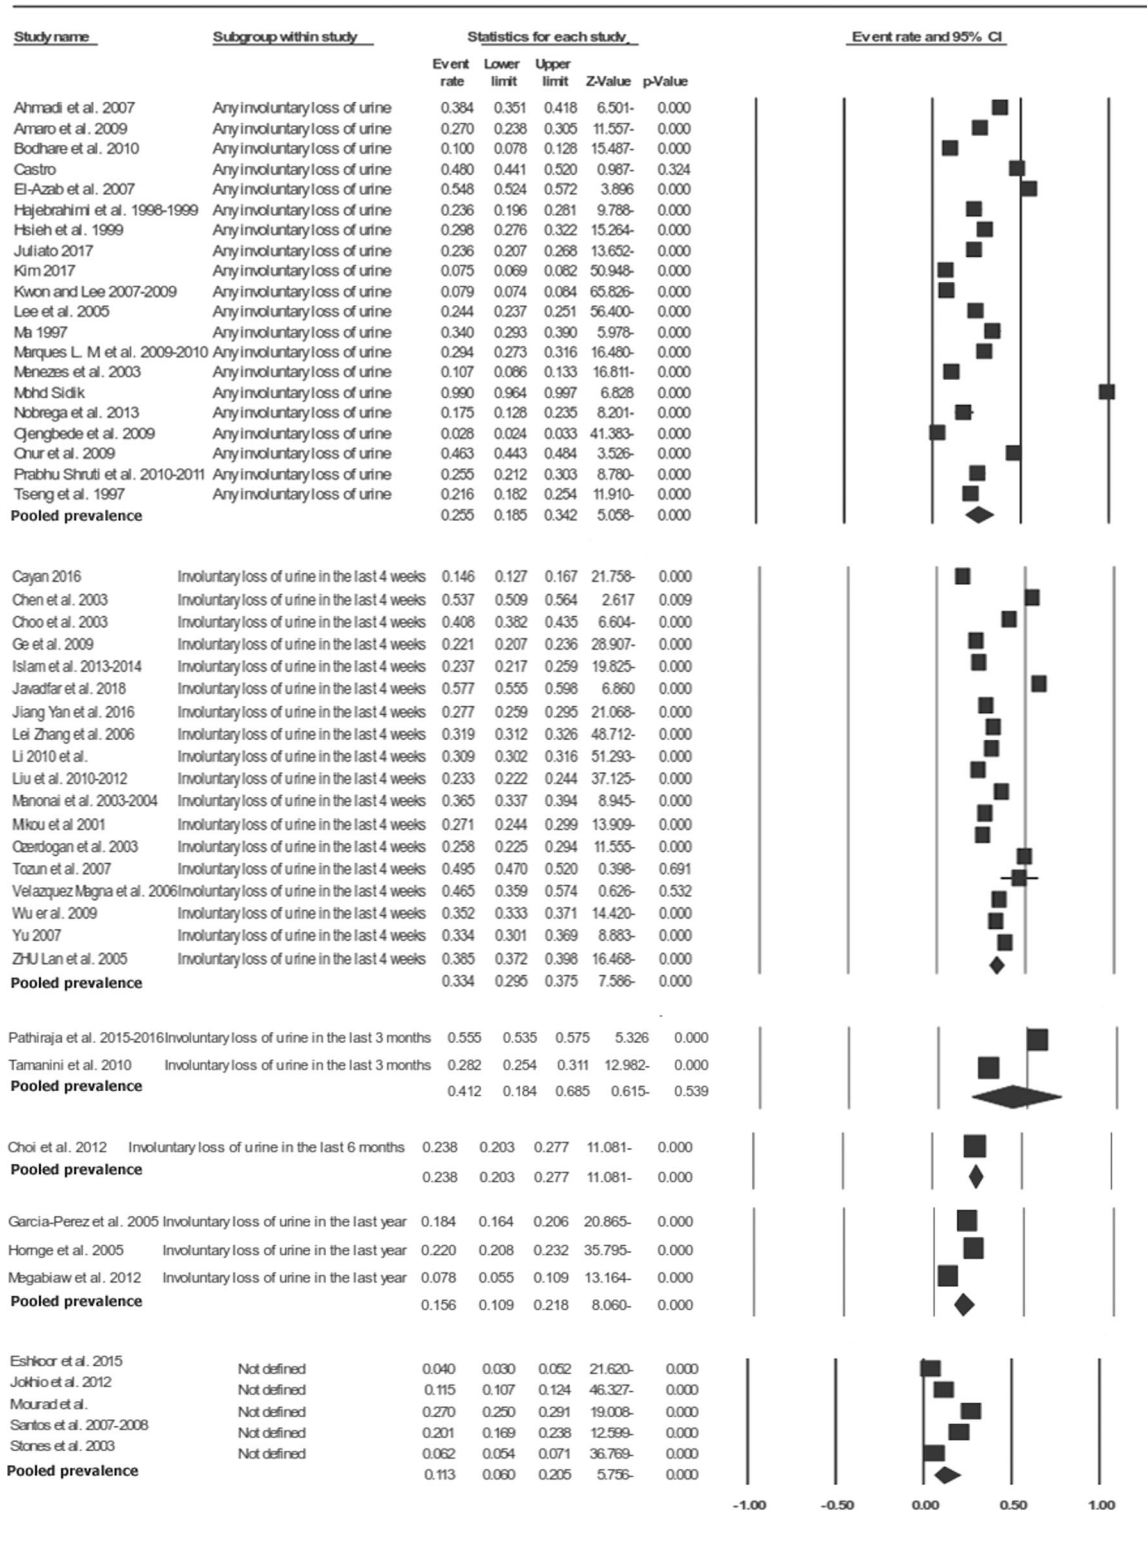 Study name Subgroup within study Statistics for each study Event rate and 95% CI
Event Lower Upper
rate limit limit Z-Value p-Value
Ahmadi et al. 2007 Any involuntary loss of urine 0.384 0.351 0.418 6.501- 0.000
Amaro et al. 2009 Any involuntary loss of urine 0.270 0.238 0.305 11.557- 0.000
Bodhare et al. 2010 Any involuntary loss of urine 0.100 0.078 0.128 15.487- 0.000
Castro Any involuntary loss of urine 0.480 0.441 0.520 0.987- 0.324
El-Azab et al. 2007 Any involuntary loss of urine 0.548 0.524 0.572 3.896 0.000
Hajebrahimi et al. 1998-1999 Any involuntary loss of urine 0.236 0.196 0.281 9.788- 0.000
Hsieh et al. 1999 Any involuntary loss of urine 0.298 0.276 0.322 15.264- 0.000
Juliato 2017 Any involuntary loss of urine 0.236 0.207 0.268 13.652- 0.000
Kim 2017 Any involuntary loss of urine 0.075 0.069 0.082 50.948- 0.000
Kwon and Lee 2007-2009 Any involuntary loss of urine 0.079 0.074 0.084 65.826- 0.000
Lee et al. 2005 Any involuntary loss of urine 0.244 0.237 0.251 56.400- 0.000
Ma 1997 Any involuntary loss of urine 0.340 0.293 0.390 5.978- 0.000
Marques L. M et al. 2009-2010 Any involuntary loss of urine 0.294 0.273 0.316 16.480- 0.000
Menezes et al. 2003 Any involuntary loss of urine 0.107 0.086 0.133 16.811- 0.000
Mohd Sidik Any involuntary loss of urine 0.990 0.964 0.997 6.828 0.000
Nobrega et al. 2013 Any involuntary loss of urine 0.175 0.128 0.235 8.201- 0.000
Ojengbede et al. 2009 Any involuntary loss of urine 0.028 0.024 0.033 41.383- 0.000
Onur et al. 2009 Any involuntary loss of urine 0.463 0.443 0.484 3.526- 0.000
Prabhu Shruti et al. 2010-2011 Any involuntary loss of urine 0.255 0.212 0.303 8.780- 0.000
Tseng et al. 1997 Any involuntary loss of urine 0.216 0.182 0.254 11.910- 0.000
Pooled prevalence 0.255 0.185 0.342 5.058- 0.000
Cayan 2016 Involuntary loss of urine in the last 4 weeks 0.146 0.127 0.167 21.758- 0.000
Chen et al. 2003 Involuntary loss of urine in the last 4 weeks 0.537 0.509 0.564 2.617 0.009
Choo et al. 2003 Involuntary loss of urine in the last 4 weeks 0.408 0.382 0.435 6.604- 0.000
Ge et al. 2009 Involuntary loss of urine in the last 4 weeks 0.221 0.207 0.236 28.907- 0.000
Islam et al. 2013-2014 Involuntary loss of urine in the last 4 weeks 0.237 0.217 0.259 19.825- 0.000
Javadfar et al. 2018 Involuntary loss of urine in the last 4 weeks 0.577 0.555 0.598 6.860 0.000
Jiang Yan et al. 2016 Involuntary loss of urine in the last 4 weeks 0.277 0.259 0.295 21.068- 0.000
Lei Zhang et al. 2006 Involuntary loss of urine in the last 4 weeks 0.319 0.312 0.326 48.712- 0.000
Li 2010 et al. Involuntary loss of urine in the last 4 weeks 0.309 0.302 0.316 51.293- 0.000
Liu et al. 2010-2012 Involuntary loss of urine in the last 4 weeks 0.233 0.222 0.244 37.125- 0.000
Manonai et al. 2003-2004 Involuntary loss of urine in the last 4 weeks 0.365 0.337 0.394 8.945- 0.000
Mikou et al 2001 Involuntary loss of urine in the last 4 weeks 0.271 0.244 0.299 13.909- 0.000
Ozerdogan et al. 2003 Involuntary loss of urine in the last 4 weeks 0.258 0.225 0.294 11.555- 0.000
Tozun et al. 2007 Involuntary loss of urine in the last 4 weeks 0.495 0.470 0.520 0.398- 0.691
Velazquez Magna et al. 2006 Involuntary loss of urine in the last 4 weeks 0.465 0.359 0.574 0.626- 0.532
Wu er al. 2009 Involuntary loss of urine in the last 4 weeks 0.352 0.333 0.371 14.420- 0.000
Yu 2007 Involuntary loss of urine in the last 4 weeks 0.334 0.301 0.369 8.883- 0.000
ZHU Lan et al. 2005 Involuntary loss of urine in the last 4 weeks 0.385 0.372 0.398 16.468- 0.000
Pooled prevalence 0.334 0.295 0.375 7.586- 0.000
Pathiraja et al. 2015-2016 Involuntary loss of urine in the last 3 months 0.555 0.535 0.575 5.326 0.000
Tamanini et al. 2010 Involuntary loss of urine in the last 3 months 0.282 0.254 0.311 12.982- 0.000
Pooled prevalence 0.412 0.184 0.685 0.615- 0.539
Choi et al. 2012 Involuntary loss of urine in the last 6 months 0.238 0.203 0.277 11.081- 0.000
Pooled prevalence 0.238 0.203 0.277 11.081- 0.000
Garcia-Perez et al. 2005 Involuntary loss of urine in the last year 0.184 0.164 0.206 20.865- 0.000
Hornge et al. 2005 Involuntary loss of urine in the last year 0.220 0.208 0.232 35.795- 0.000
Megabiaw et al. 2012 Involuntary loss of urine in the last year 0.078 0.055 0.109 13.164- 0.000
Pooled prevalence 0.156 0.109 0.218 8.060- 0.000
Eshkoor et al. 2015 Not defined 0.040 0.030 0.052 21.620- 0.000
Jokhio et al. 2012 Not defined 0.115 0.107 0.124 46.327- 0.000
Mourad et al. Not defined 0.270 0.250 0.291 19.008- 0.000
Santos et al. 2007-2008 Not defined 0.201 0.169 0.238 12.599- 0.000
Stones et al. 2003 Not defined 0.062 0.054 0.071 36.769- 0.000
Pooled prevalence 0.113 0.060 0.205 5.756- 0.000
-1.00 -0.50 0.00 0.50 1.00